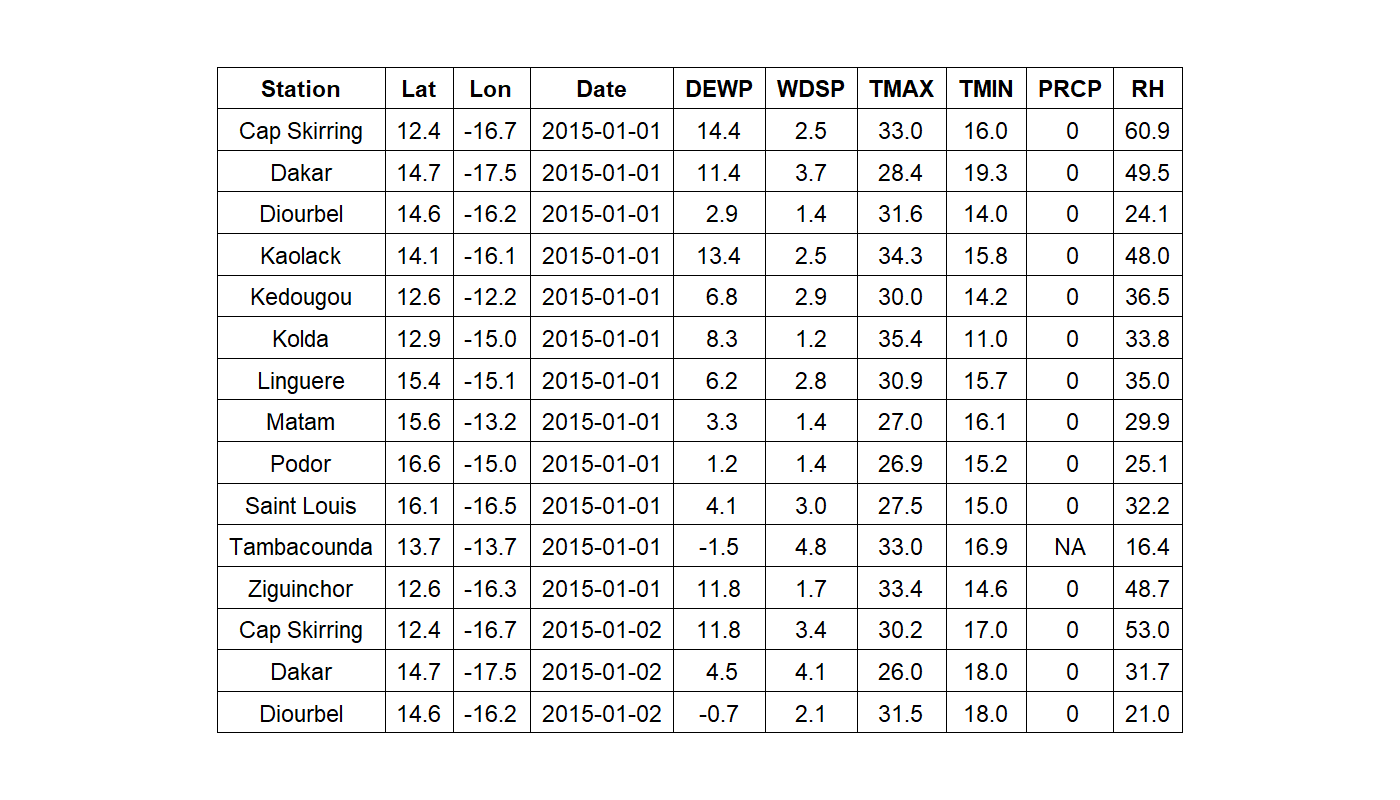 Station Lat Lon Date DEWP WDSP TMAX TMIN PRCP RH
Cap Skirring 12.4 -16.7 2015-01-01 14.4 2.5 33.0 16.0 0 60.9
Dakar 14.7 -17.5 2015-01-01 11.4 3.7 28.4 19.3 0 49.5
Diourbel 14.6 -16.2 2015-01-01 2.9 1.4 31.6 14.0 0 24.1
Kaolack 14.1 -16.1 2015-01-01 13.4 2.5 34.3 15.8 0 48.0
Kedougou 12.6 -12.2 2015-01-01 6.8 2.9 30.0 14.2 0 36.5
Kolda 12.9 -15.0 2015-01-01 8.3 1.2 35.4 11.0 0 33.8
Linguere 15.4 -15.1 2015-01-01 6.2 2.8 30.9 15.7 0 35.0
Matam 15.6 -13.2 2015-01-01 3.3 1.4 27.0 16.1 0 29.9
Podor 16.6 -15.0 2015-01-01 1.2 1.4 26.9 15.2 0 25.1
Saint Louis 16.1 -16.5 2015-01-01 4.1 3.0 27.5 15.0 0 32.2
Tambacounda 13.7 -13.7 2015-01-01 -1.5 4.8 33.0 16.9 NA 16.4
Ziguinchor 12.6 -16.3 2015-01-01 11.8 1.7 33.4 14.6 0 48.7
Cap Skirring 12.4 -16.7 2015-01-02 11.8 3.4 30.2 17.0 0 53.0
Dakar 14.7 -17.5 2015-01-02 4.5 4.1 26.0 18.0 0 31.7
Diourbel 14.6 -16.2 2015-01-02 -0.7 2.1 31.5 18.0 0 21.0